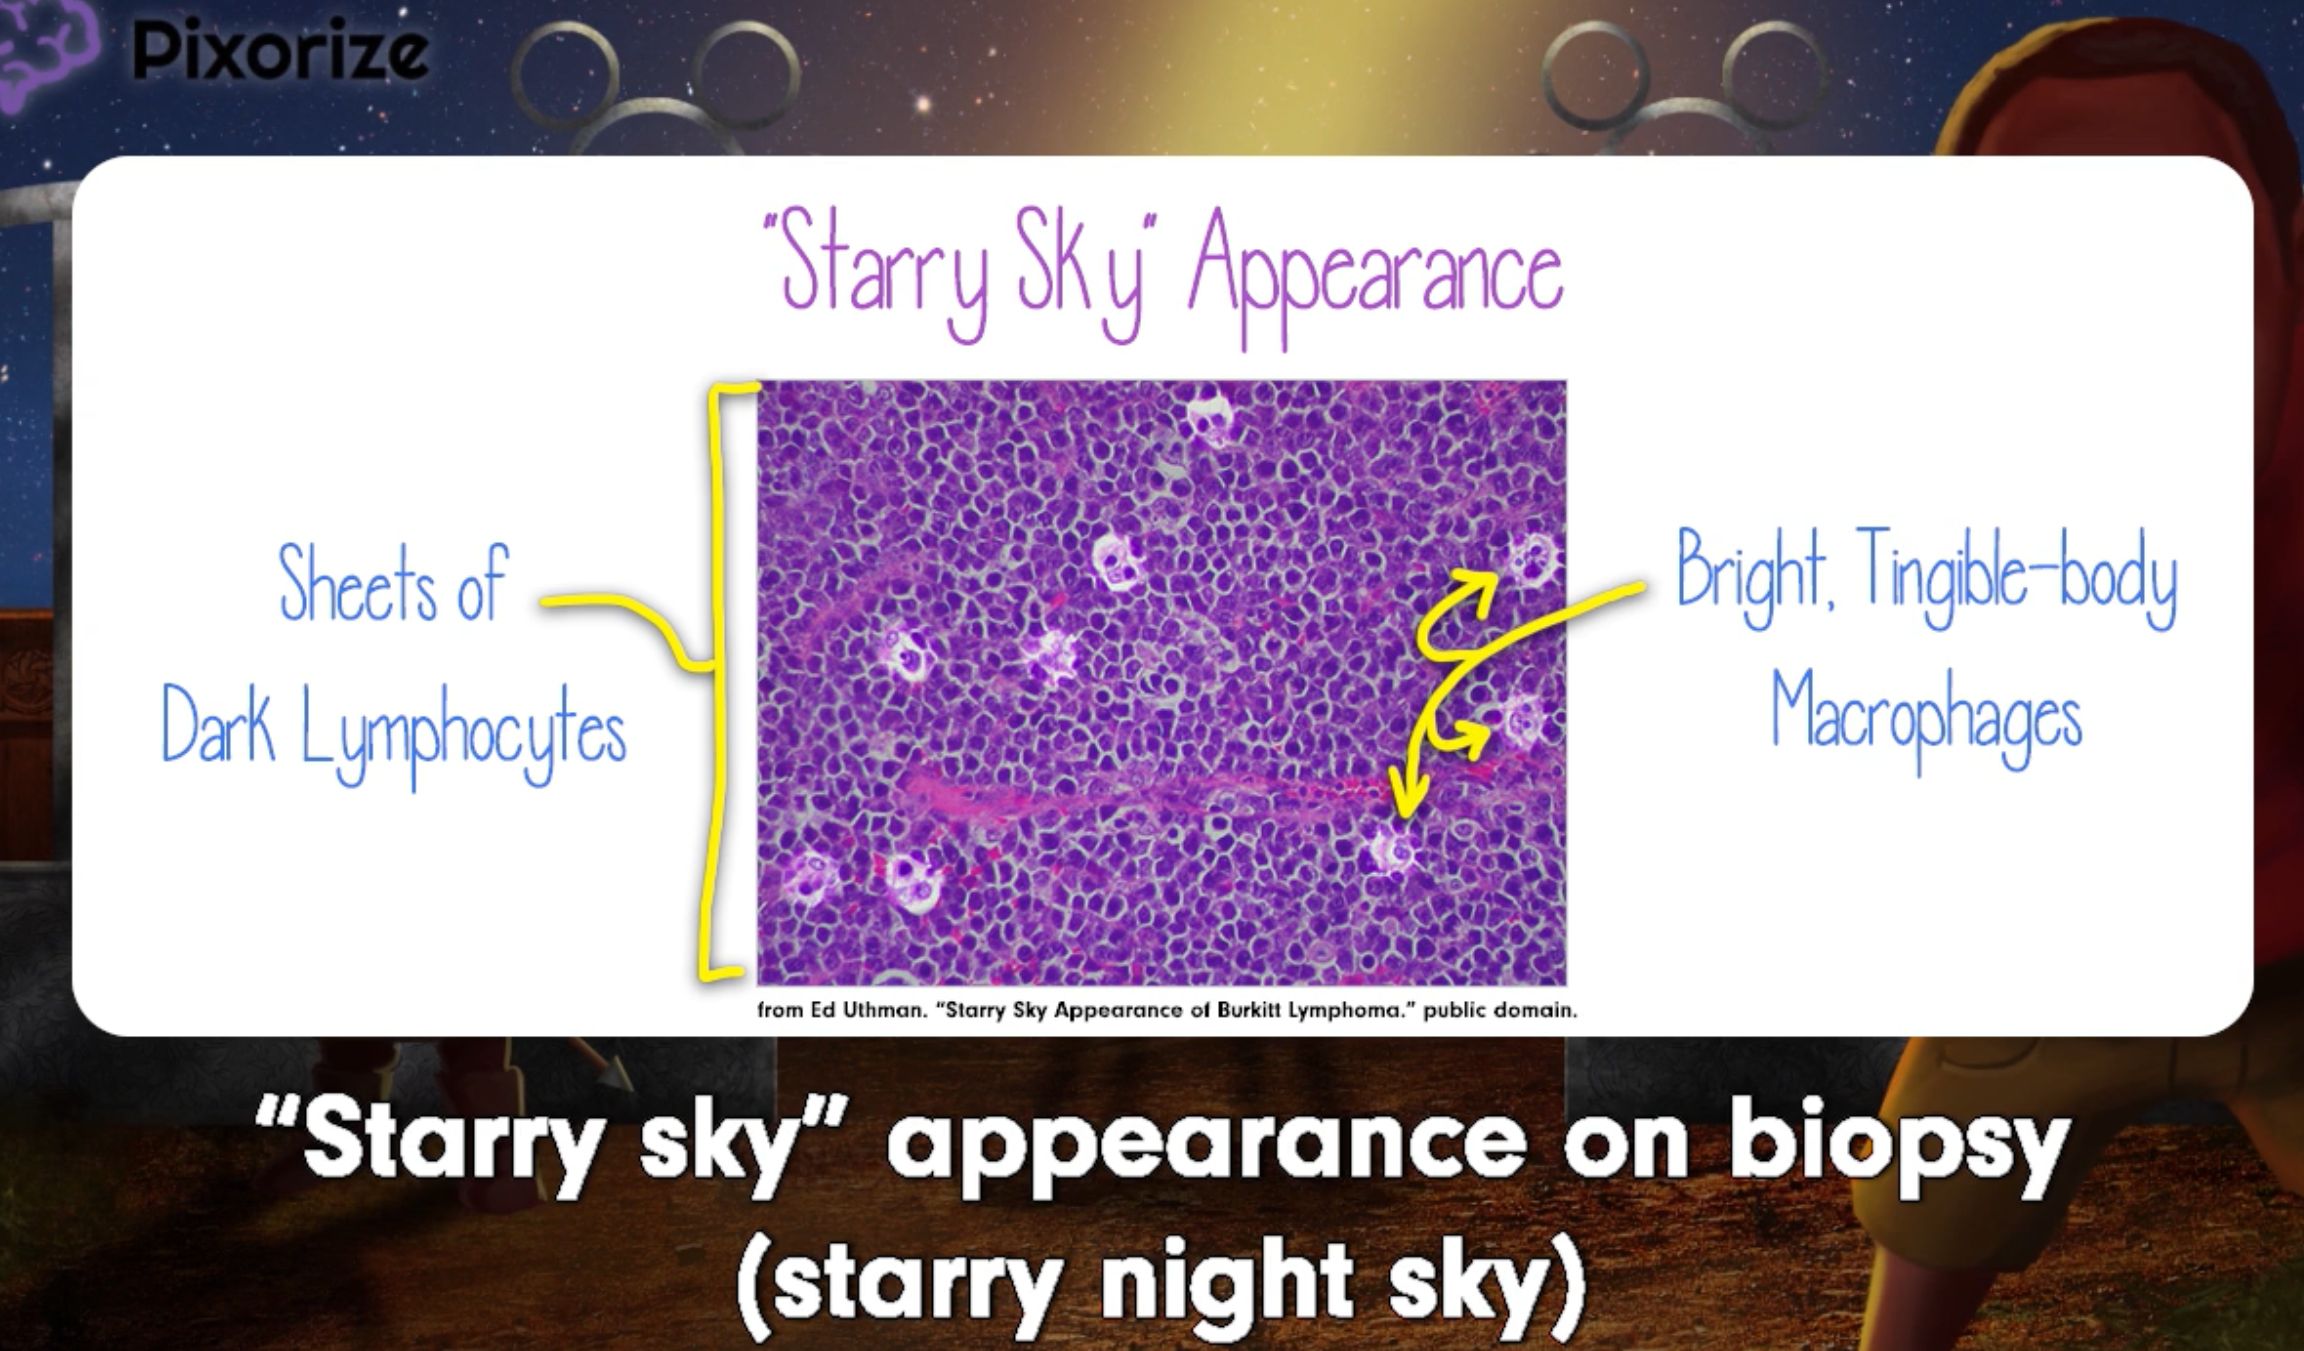 Pixorize
"Starry Sky" Appearance
Sheets of
Dark Lymphocytes
Bright, Tingible-body
Macrophages
from Ed Uthman. "Starry Sky Appearance of Burkitt Lymphoma." public domain.
"Starry sky" appearance on biopsy
(starry night sky)